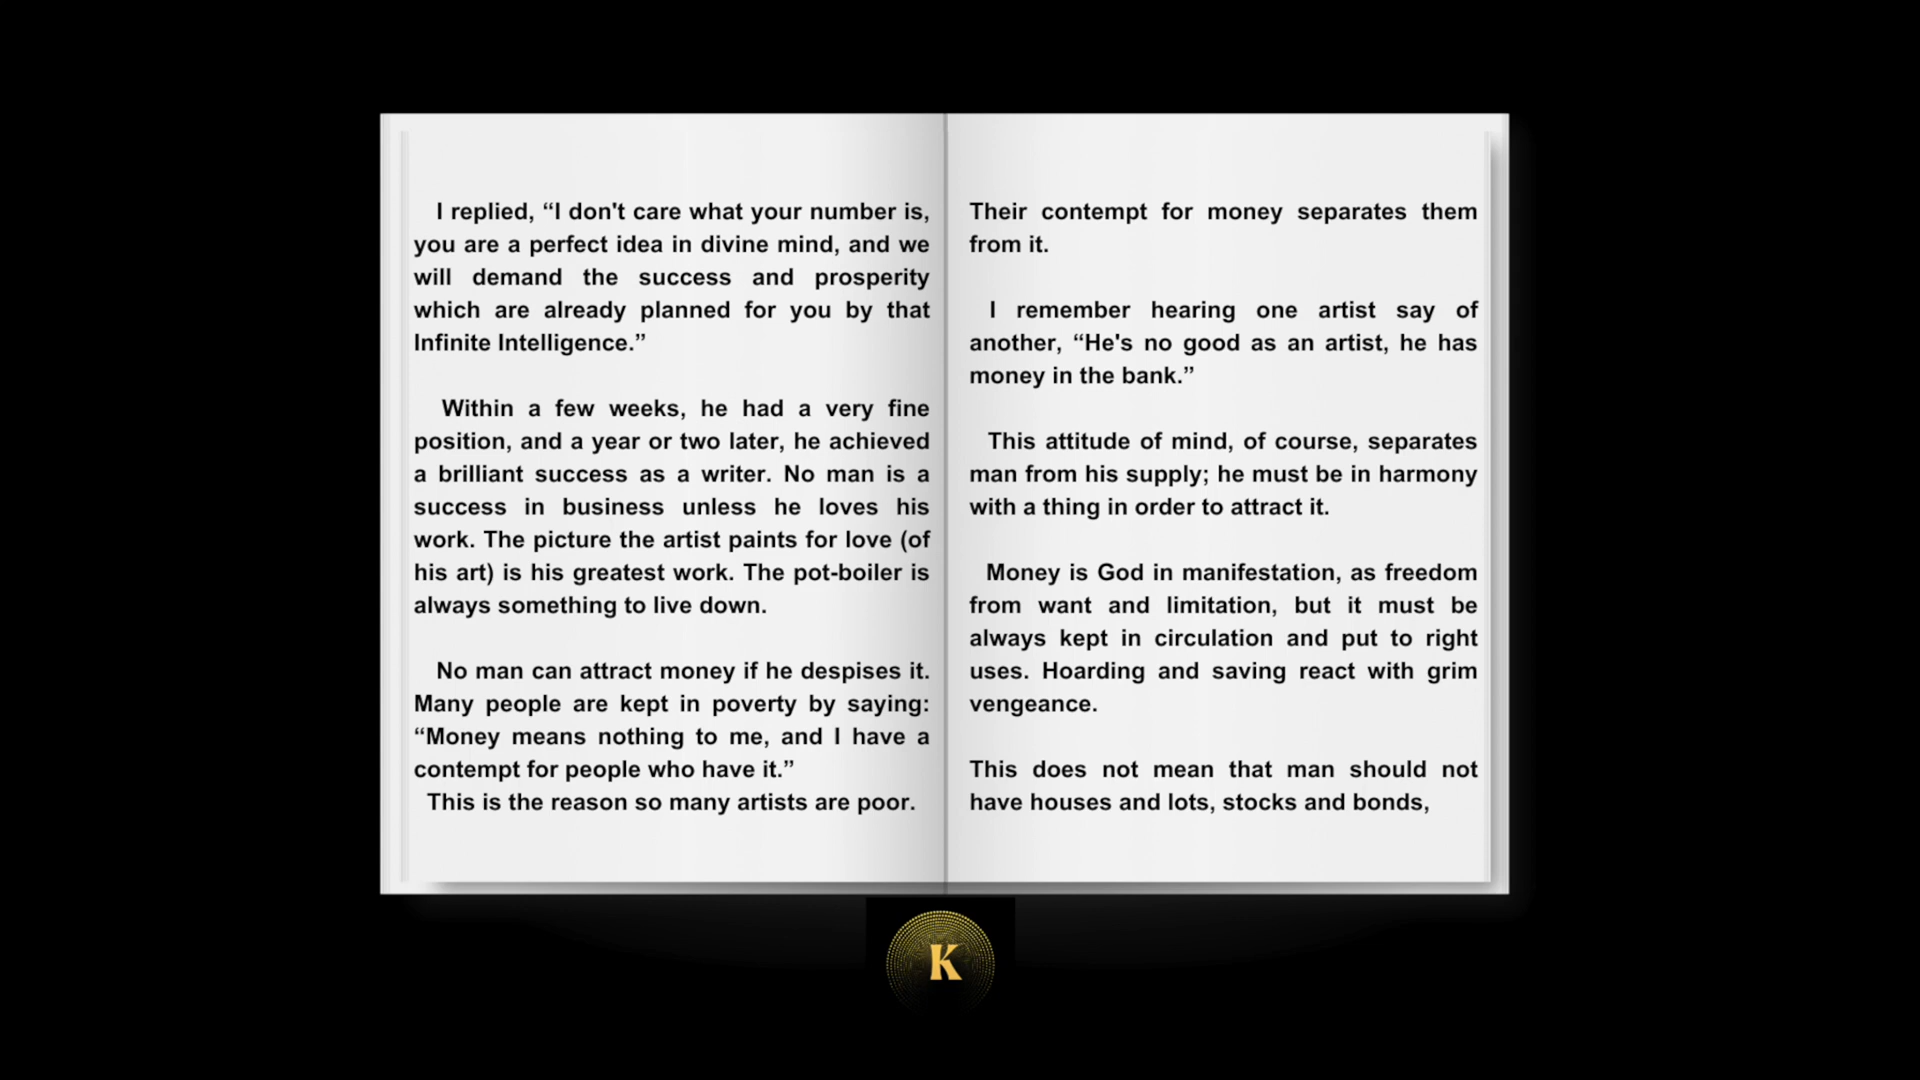 I replied, “I don't care what your number is,
you are a perfect idea in divine mind, and we
will demand the success and prosperity
which are already planned for you by that
Infinite Intelligence.”
Within a few weeks, he had a very fine
position, and a year or two later, he achieved
a brilliant success as a writer. No man is a
success in business unless he loves his
work. The picture the artist paints for love (of
his art) is his greatest work. The pot-boiler is
always something to live down.
No man can attract money if he despises it.
Many people are kept in poverty by saying:
“Money means nothing to me, and I have a
contempt for people who have it.”
This is the reason so many artists are poor.
Their contempt for money separates them
from it.
I remember hearing one artist say of
another, “He's no good as an artist, he has
money in the bank.”
This attitude of mind, of course, separates
man from his supply; he must be in harmony
with a thing in order to attract it.
Money is God in manifestation, as freedom
from want and limitation, but it must be
always kept in circulation and put to right
uses. Hoarding and saving react with grim
vengeance.
This does not mean that man should not
have houses and lots, stocks and bonds,
K